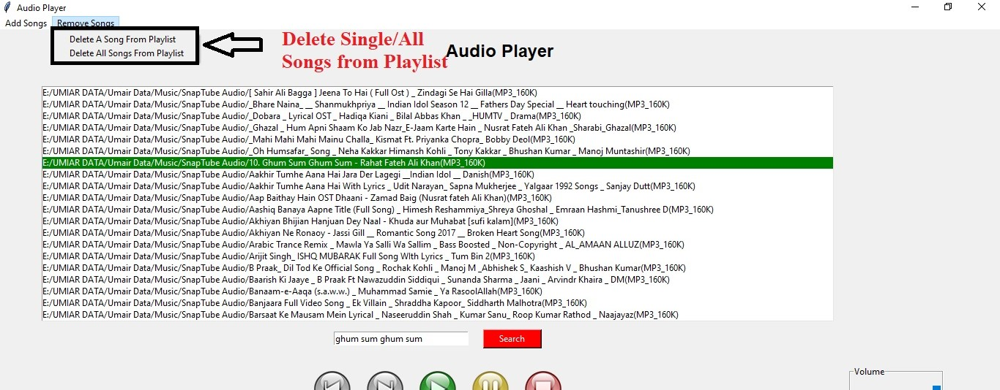 Audio Player
Add Songs Remove Songs
Delete A Song From Playlist
Delete All Songs From Playlist
Delete Single/All
Songs from Playlist
Audio Player
E:/UMIAR DATA/Umair Data/Music/SnapTube Audio/[ Sahir Ali Bagga ] Jeena To Hai ( Full Ost ) _ Zindagi Se Hai Gilla(MP3_160K)
E:/UMIAR DATA/Umair Data/Music/SnapTube Audio/_Bhare Naina_ __ Shanmukhpriya __ Indian Idol Season 12 __ Fathers Day Special __ Heart touching(MP3_160K)
E:/UMIAR DATA/Umair Data/Music/SnapTube Audio/_Dobara _ Lyrical OST _ Hadiqa Kiani _ Bilal Abbas Khan _ _HUMTV _ Drama(MP3_160K)
E:/UMIAR DATA/Umair Data/Music/SnapTube Audio/_Ghazal _ Hum Apni Shaam Ko Jab Nazr_E-Jaam Karte Hain _ Nusrat Fateh Ali Khan _Sharabi_Ghazal(MP3_160K)
E:/UMIAR DATA/Umair Data/Music/SnapTube Audio/_Mahi Mahi Mahi Mainu Challa_ Kismat Ft. Priyanka Chopra_ Bobby Deol(MP3_160K)
E:/UMIAR DATA/Umair Data/Music/SnapTube Audio/_Oh Humsafar_ Song _ Neha Kakkar Himansh Kohli _ Tony Kakkar _ Bhushan Kumar _ Manoj Muntashir(MP3_160K)
E:/UMIAR DATA/Umair Data/Music/SnapTube Audio/10. Ghum Sum Ghum Sum - Rahat Fateh Ali Khan(MP3_160K)
E:/UMIAR DATA/Umair Data/Music/SnapTube Audio/Aakhir Tumhe Aana Hai Jara Der Lagegi __Indian Idol __ Danish(MP3_160K)
E:/UMIAR DATA/Umair Data/Music/SnapTube Audio/Aakhir Tumhe Aana Hai With Lyrics _ Udit Narayan_ Sapna Mukherjee _ Yalgaar 1992 Songs _ Sanjay Dutt(MP3_160K)
E:/UMIAR DATA/Umair Data/Music/SnapTube Audio/Aap Baithay Hain OST Dhaani - Zamad Baig (Nusrat fateh Ali Khan)(MP3_160K)
E:/UMIAR DATA/Umair Data/Music/SnapTube Audio/Aashiq Banaya Aapne Title (Full Song) _ Himesh Reshammiya_Shreya Ghoshal _ Emraan Hashmi_Tanushree D(MP3_160K)
E:/UMIAR DATA/Umair Data/Music/SnapTube Audio/Akhiyan Bhijian Hanjuan Dey Naal - Khuda aur Muhabat [sufi kalam](MP3_160K)
E:/UMIAR DATA/Umair Data/Music/SnapTube Audio/Akhiyan Ne Ronaoy - Jassi Gill __ Romantic Song 2017 __ Broken Heart Song(MP3_160K)
E:/UMIAR DATA/Umair Data/Music/SnapTube Audio/Arabic Trance Remix _ Mawla Ya Salli Wa Sallim _ Bass Boosted _ Non-Copyright _ AL_AMAAN ALLUZ(MP3_160K)
E:/UMIAR DATA/Umair Data/Music/SnapTube Audio/Arijit Singh_ ISHQ MUBARAK Full Song WIth Lyrics _ Tum Bin 2(MP3_160K)
E:/UMIAR DATA/Umair Data/Music/SnapTube Audio/B Praak_ Dil Tod Ke Official Song _ Rochak Kohli _ Manoj M _Abhishek S_ Kaashish V _ Bhushan Kumar(MP3_160K)
E:/UMIAR DATA/Umair Data/Music/SnapTube Audio/Baarish Ki Jaaye _ B Praak Ft Nawazuddin Siddiqui _ Sunanda Sharma _ Jaani _ Arvindr Khaira _ DM(MP3_160K)
E:/UMIAR DATA/Umair Data/Music/SnapTube Audio/Banaam-e-Aaqa (s.a.w.w.) _ Muhammad Samie _ Ya RasoolAllah(MP3_160K)
E:/UMIAR DATA/Umair Data/Music/SnapTube Audio/Banjaara Full Video Song _ Ek Villain _ Shraddha Kapoor_ Siddharth Malhotra(MP3_160K)
E:/UMIAR DATA/Umair Data/Music/SnapTube Audio/Barsaat Ke Mausam Mein Lyrical _ Naseeruddin Shah _ Kumar Sanu_ Roop Kumar Rathod _ Naajayaz(MP3_160K)
ghum sum ghum sum Search
Volume